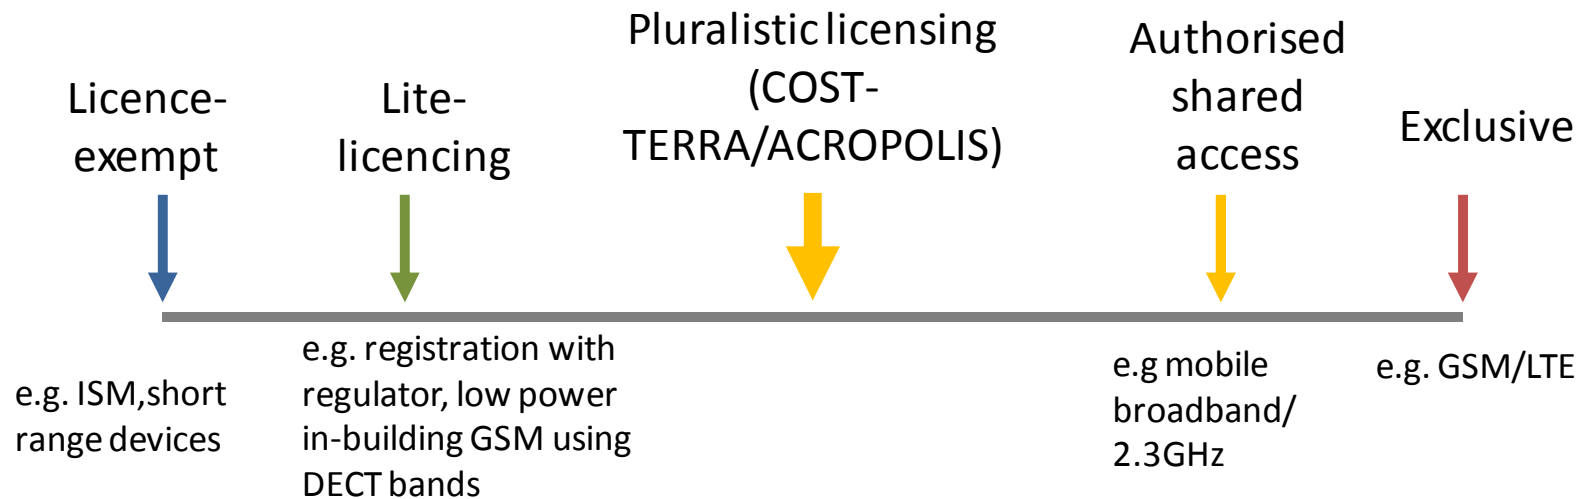 Licence-
exempt
Lite-
licencing
Pluralistic licensing
(COST-
TERRA/ACROPOLIS)
Authorised
shared
access
Exclusive
e.g. ISM,short
range devices
e.g. registration with
regulator, low power
in-building GSM using
DECT bands
e.g mobile
broadband/
2.3GHz
e.g. GSM/LTE